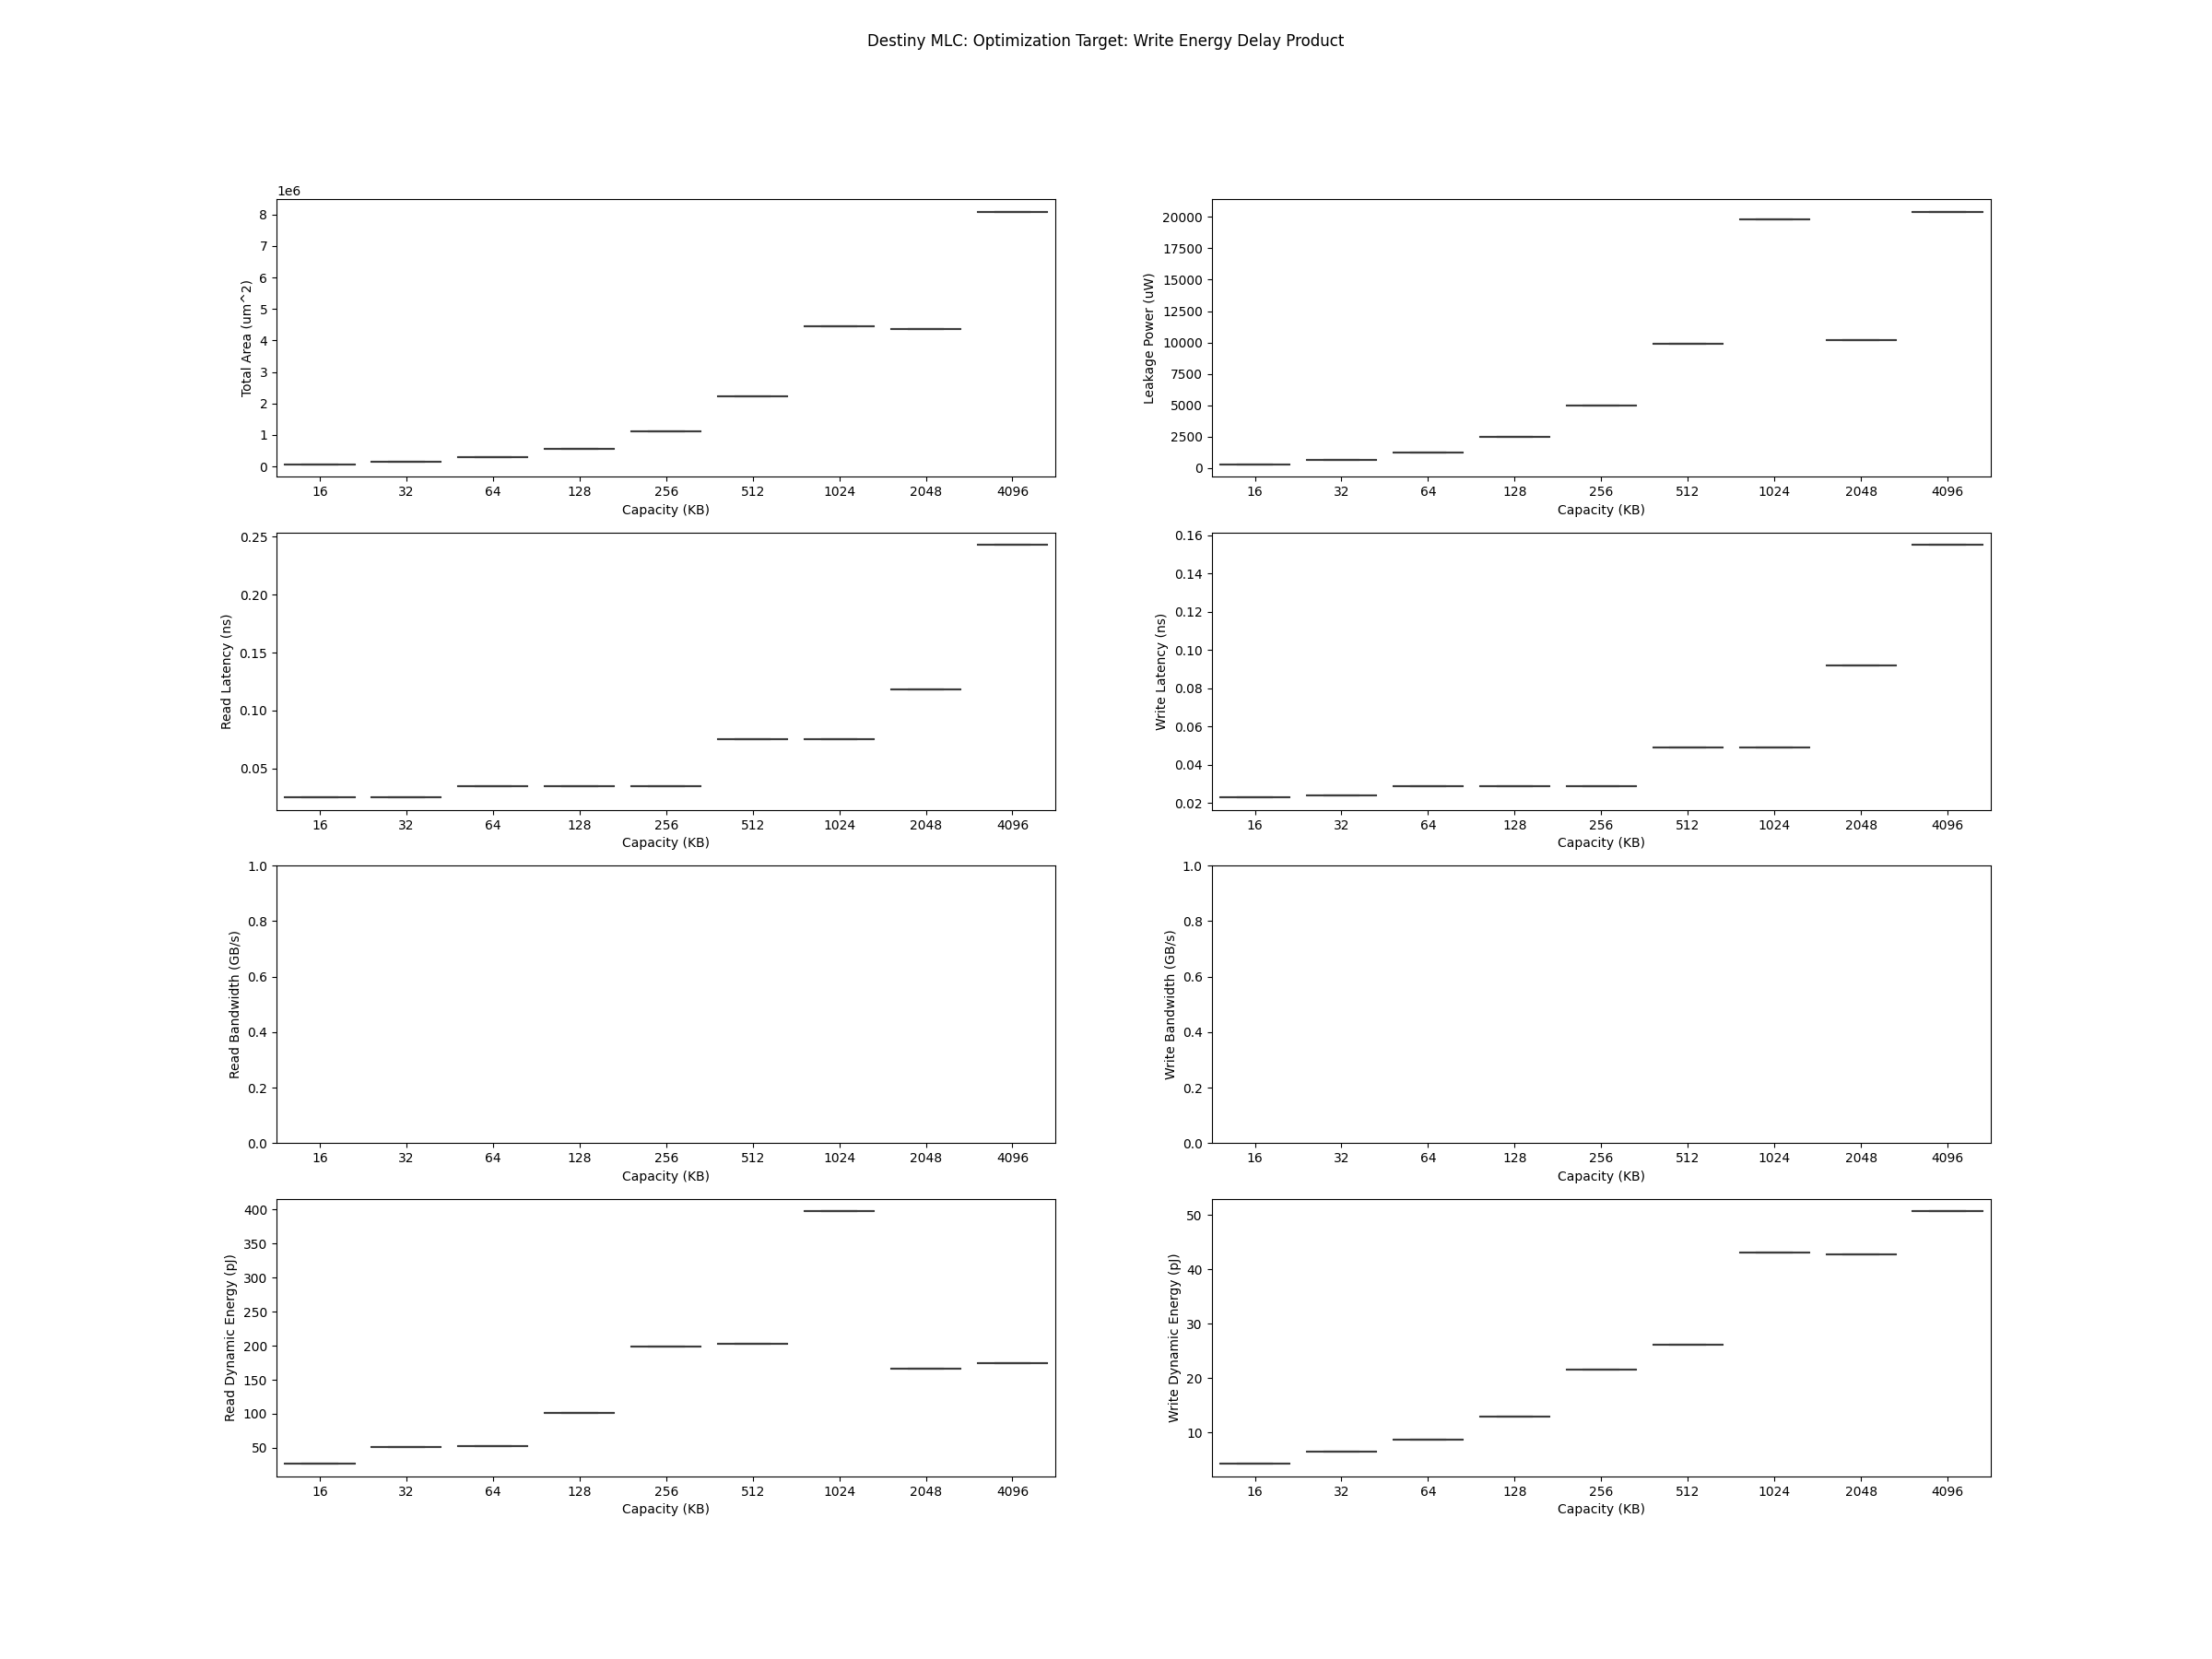 Destiny MLC: Optimization Target: Write Energy Delay Product
1e6
Total Area (um^2)
8
7
6
5
4
3
2
1
0
16 32 64 128 256 512 1024 2048 4096
Capacity (KB)
Leakage Power (uW)
20000
17500
15000
12500
10000
7500
5000
2500
0
16 32 64 128 256 512 1024 2048 4096
Capacity (KB)
Read Latency (ns)
0.25
0.20
0.15
0.10
0.05
16 32 64 128 256 512 1024 2048 4096
Capacity (KB)
Write Latency (ns)
0.16
0.14
0.12
0.10
0.08
0.06
0.04
0.02
16 32 64 128 256 512 1024 2048 4096
Capacity (KB)
Read Bandwidth (GB/s)
1.0
0.8
0.6
0.4
0.2
0.0
16 32 64 128 256 512 1024 2048 4096
Capacity (KB)
Write Bandwidth (GB/s)
1.0
0.8
0.6
0.4
0.2
0.0
16 32 64 128 256 512 1024 2048 4096
Capacity (KB)
Read Dynamic Energy (pJ)
400
350
300
250
200
150
100
50
16 32 64 128 256 512 1024 2048 4096
Capacity (KB)
Write Dynamic Energy (pJ)
50
40
30
20
10
16 32 64 128 256 512 1024 2048 4096
Capacity (KB)